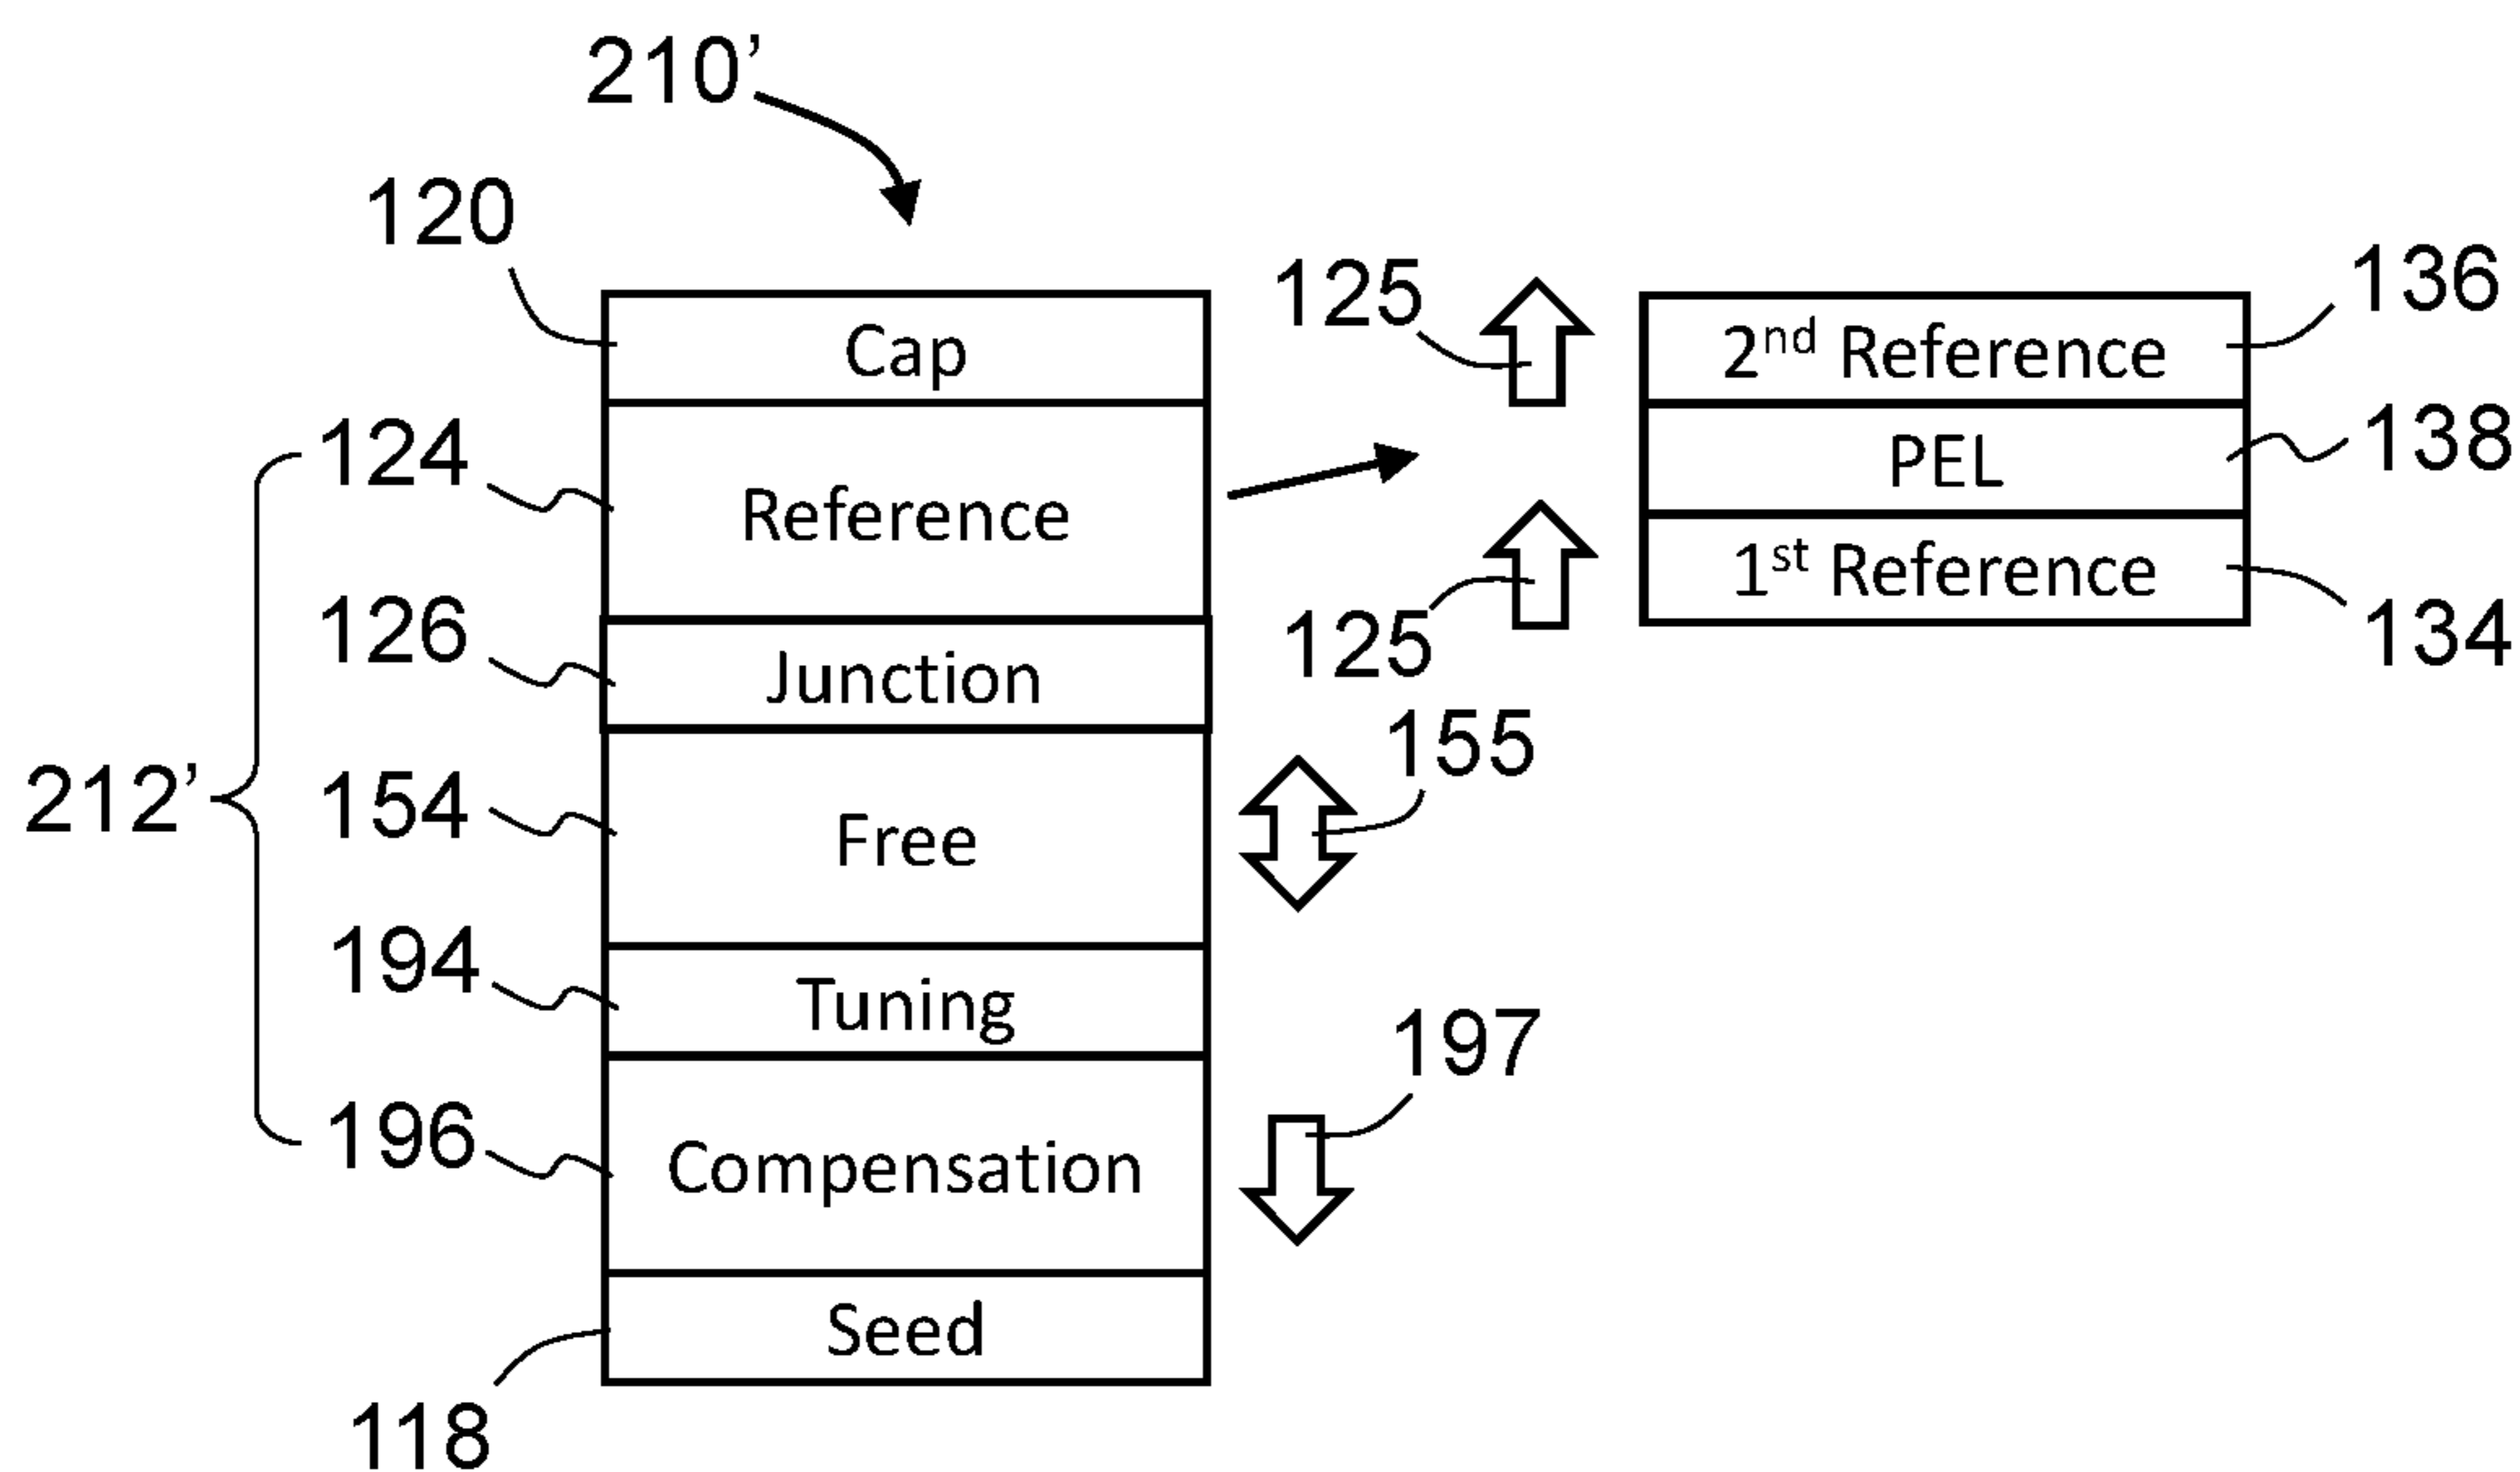 210’
120
Cap
125
2nd Reference
136
124
Reference
PEL
138
1st Reference
125
134
126
Junction
155
212’
154
Free
194
Tuning
197
196
Compensation
Seed
118